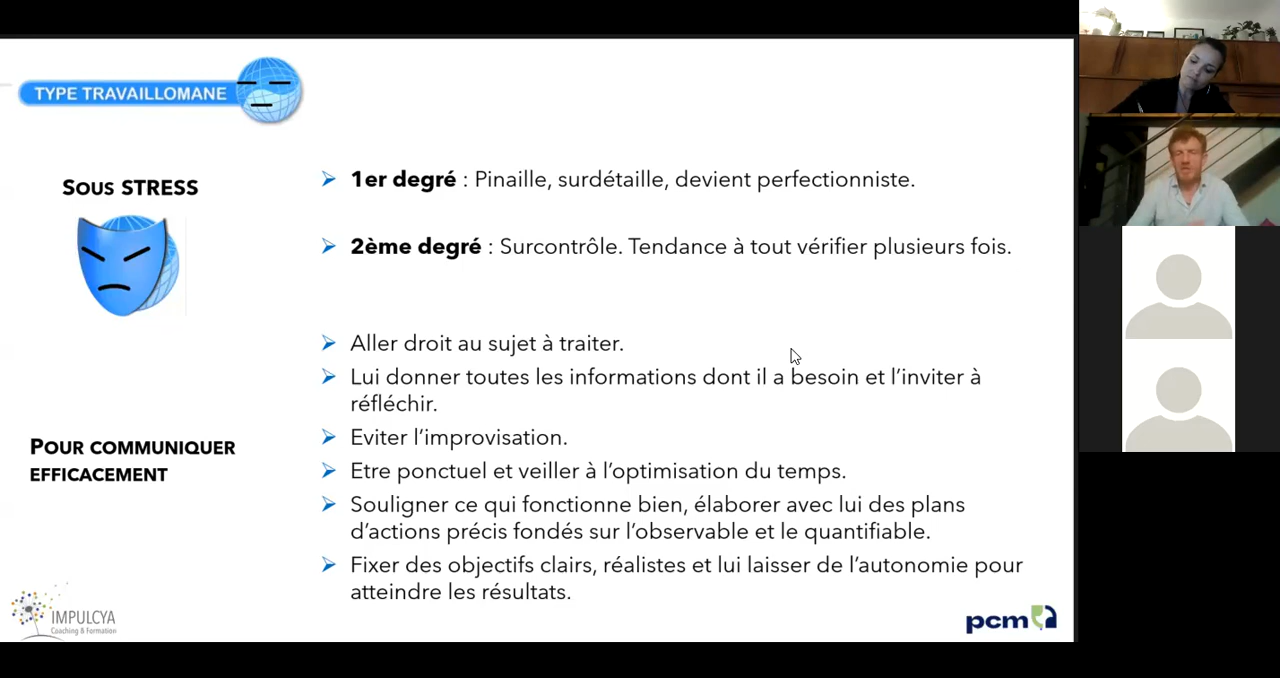 TYPE TRAVAILLOMANE
SOUS STRESS
1er degré : Pinaille, surdétaille, devient perfectionniste.
2ème degré : Surcontrôle. Tendance à tout vérifier plusieurs fois.
POUR COMMUNIQUER
EFFICACEMENT
Aller droit au sujet à traiter.
Lui donner toutes les informations dont il a besoin et l’inviter à
réfléchir.
Eviter l’improvisation.
Etre ponctuel et veiller à l’optimisation du temps.
Souligner ce qui fonctionne bien, élaborer avec lui des plans
d’actions précis fondés sur l’observable et le quantifiable.
Fixer des objectifs clairs, réalistes et lui laisser de l’autonomie pour
atteindre les résultats.
IMPULCYA
Coaching & Formation
pcm